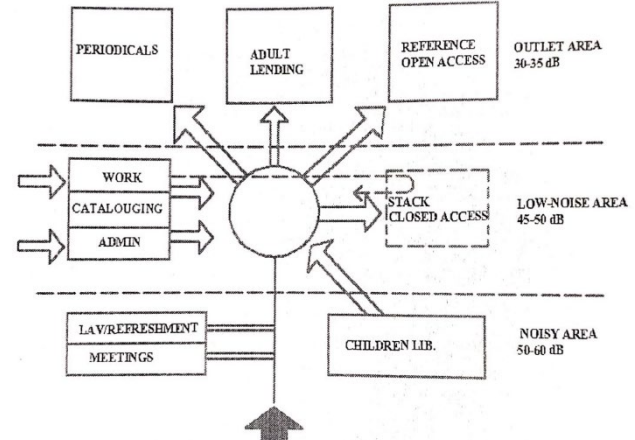 PERIODICALS
ADULT
LENDING
REFERENCE
OPEN ACCESS
OUTLET AREA
30-35 dB
WORK
CATALOUGING
ADMIN
STACK
CLOSED ACCESS
LOW-NOISE AREA
45-50 dB
LAV/REFRESHMENT
MEETINGS
CHILDREN LIB.
NOISY AREA
50-60 dB